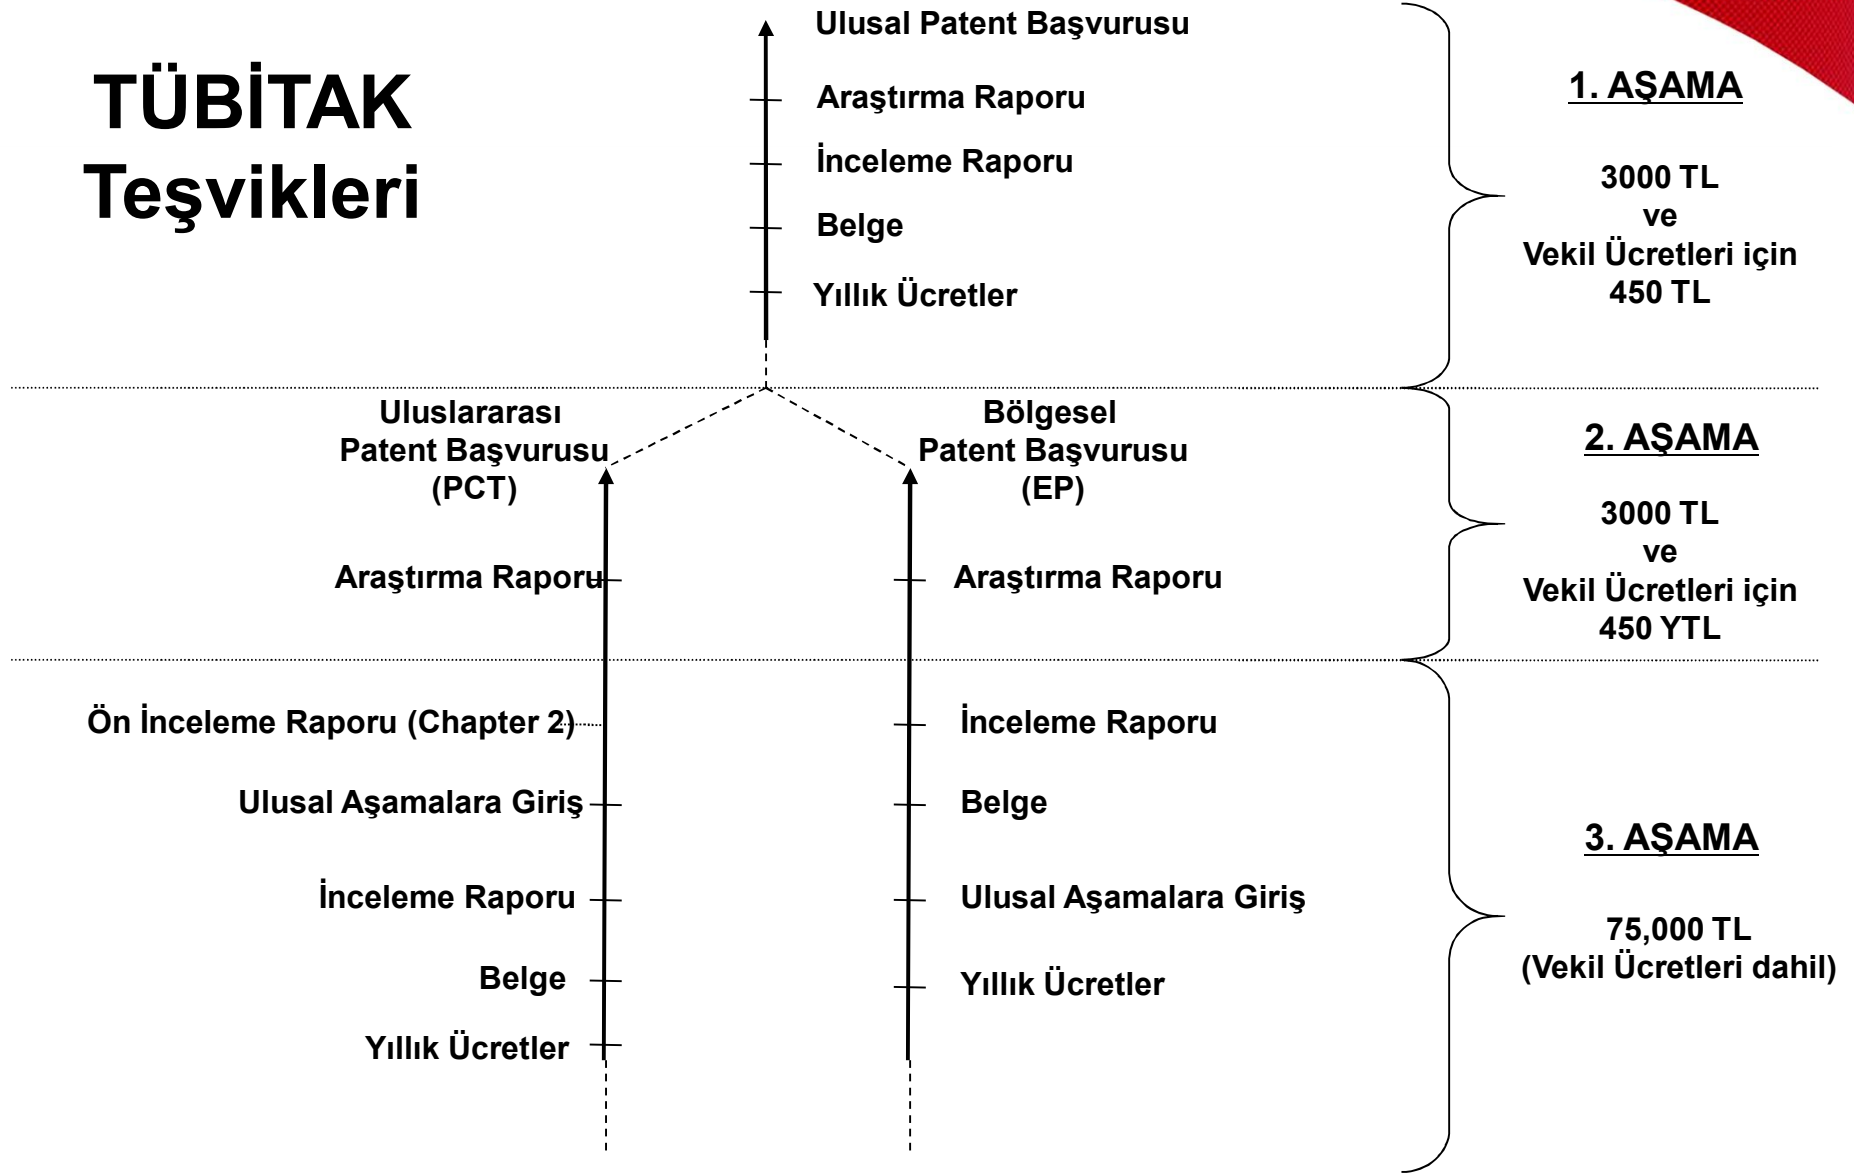 TÜBİTAK
Teşvikleri
Ulusal Patent Başvurusu
Araştırma Raporu
İnceleme Raporu
Belge
Yıllık Ücretler
1. AŞAMA
3000 TL
ve
Vekil Ücretleri için
450 TL
Uluslararası
Patent Başvurusu
(PCT)
Araştırma Raporu
Bölgesel
Patent Başvurusu
(EP)
Araştırma Raporu
2. AŞAMA
3000 TL
ve
Vekil Ücretleri için
450 YTL
Ön İnceleme Raporu (Chapter 2)
Ulusal Aşamalara Giriş
İnceleme Raporu
Belge
Yıllık Ücretler
İnceleme Raporu
Belge
Ulusal Aşamalara Giriş
Yıllık Ücretler
3. AŞAMA
75,000 TL
(Vekil Ücretleri dahil)